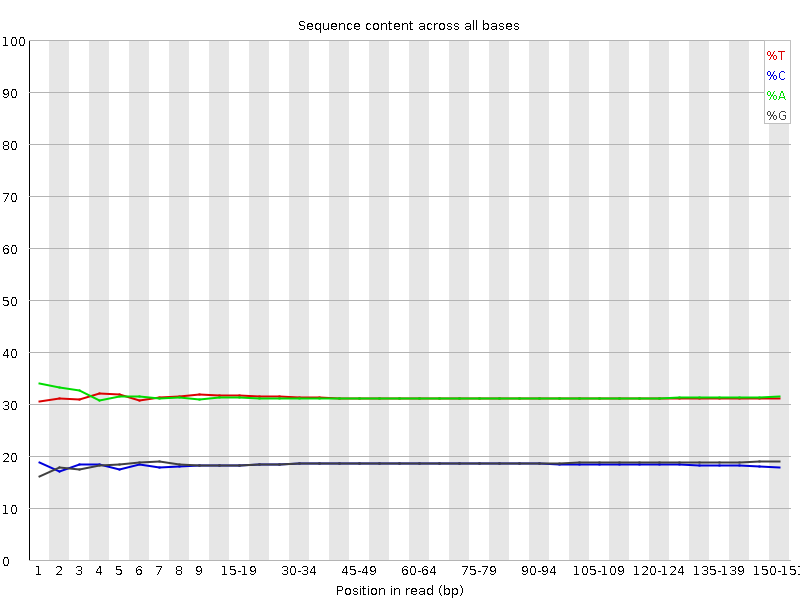 Sequence content across all bases
100
90
80
70
60
50
40
30
20
10
0
%T
%C
%A
%G
1 2 3 4 5 6 7 8 9 15-19 30-34 45-49 60-64 75-79 90-94 105-109 120-124 135-139 150-151
Position in read (bp)